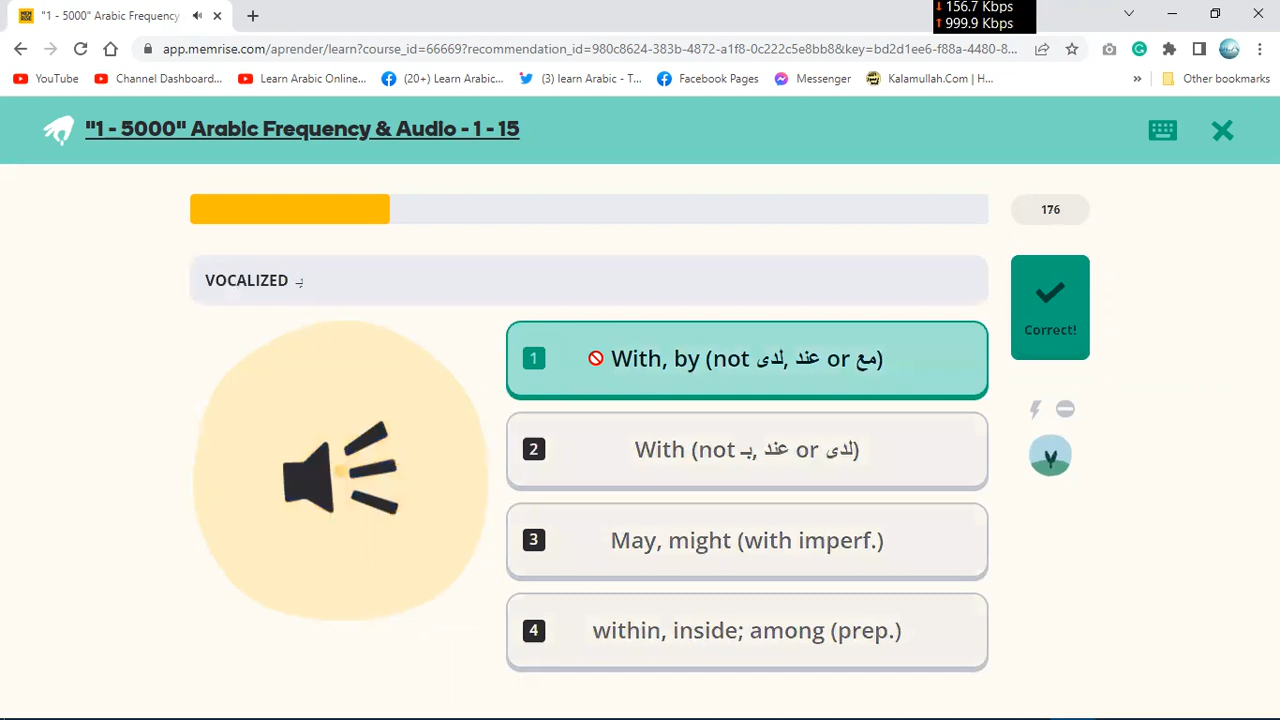 156.7 Kbps
999.9 Kbps
"1 - 5000" Arabic Frequency
app.memrise.com/aprender/learn?course_id=66669?recommendation_id=980c8624-383b-4872-a1f8-0c222c5e8bb8&key=bd2d1ee6-f88a-4480-8...
YouTube
Channel Dashboard...
Learn Arabic Online...
(20+) Learn Arabic...
(3) learn Arabic - T...
Facebook Pages
Messenger
Kalamullah.Com | H...
»
Other bookmarks
"1 - 5000" Arabic Frequency & Audio - 1 - 15
176
VOCALIZED بِـ
Correct!
1 With, by (not لدى, عند or مع)
2 With (not بـ, عند or لدى)
3 May, might (with imperf.)
4 within, inside; among (prep.)